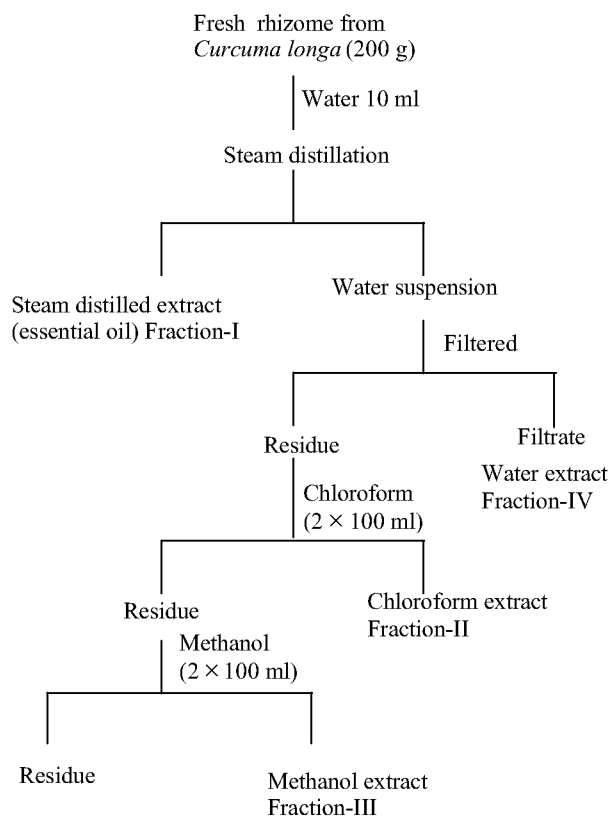 Fresh rhizome from
Curcuma longa (200 g)
Water 10 ml
Steam distillation
Steam distilled extract
(essential oil) Fraction-I
Water suspension
Filtered
Residue
Filtrate
Water extract
Fraction-IV
Chloroform
(2 × 100 ml)
Residue
Chloroform extract
Fraction-II
Methanol
(2 × 100 ml)
Residue
Methanol extract
Fraction-III